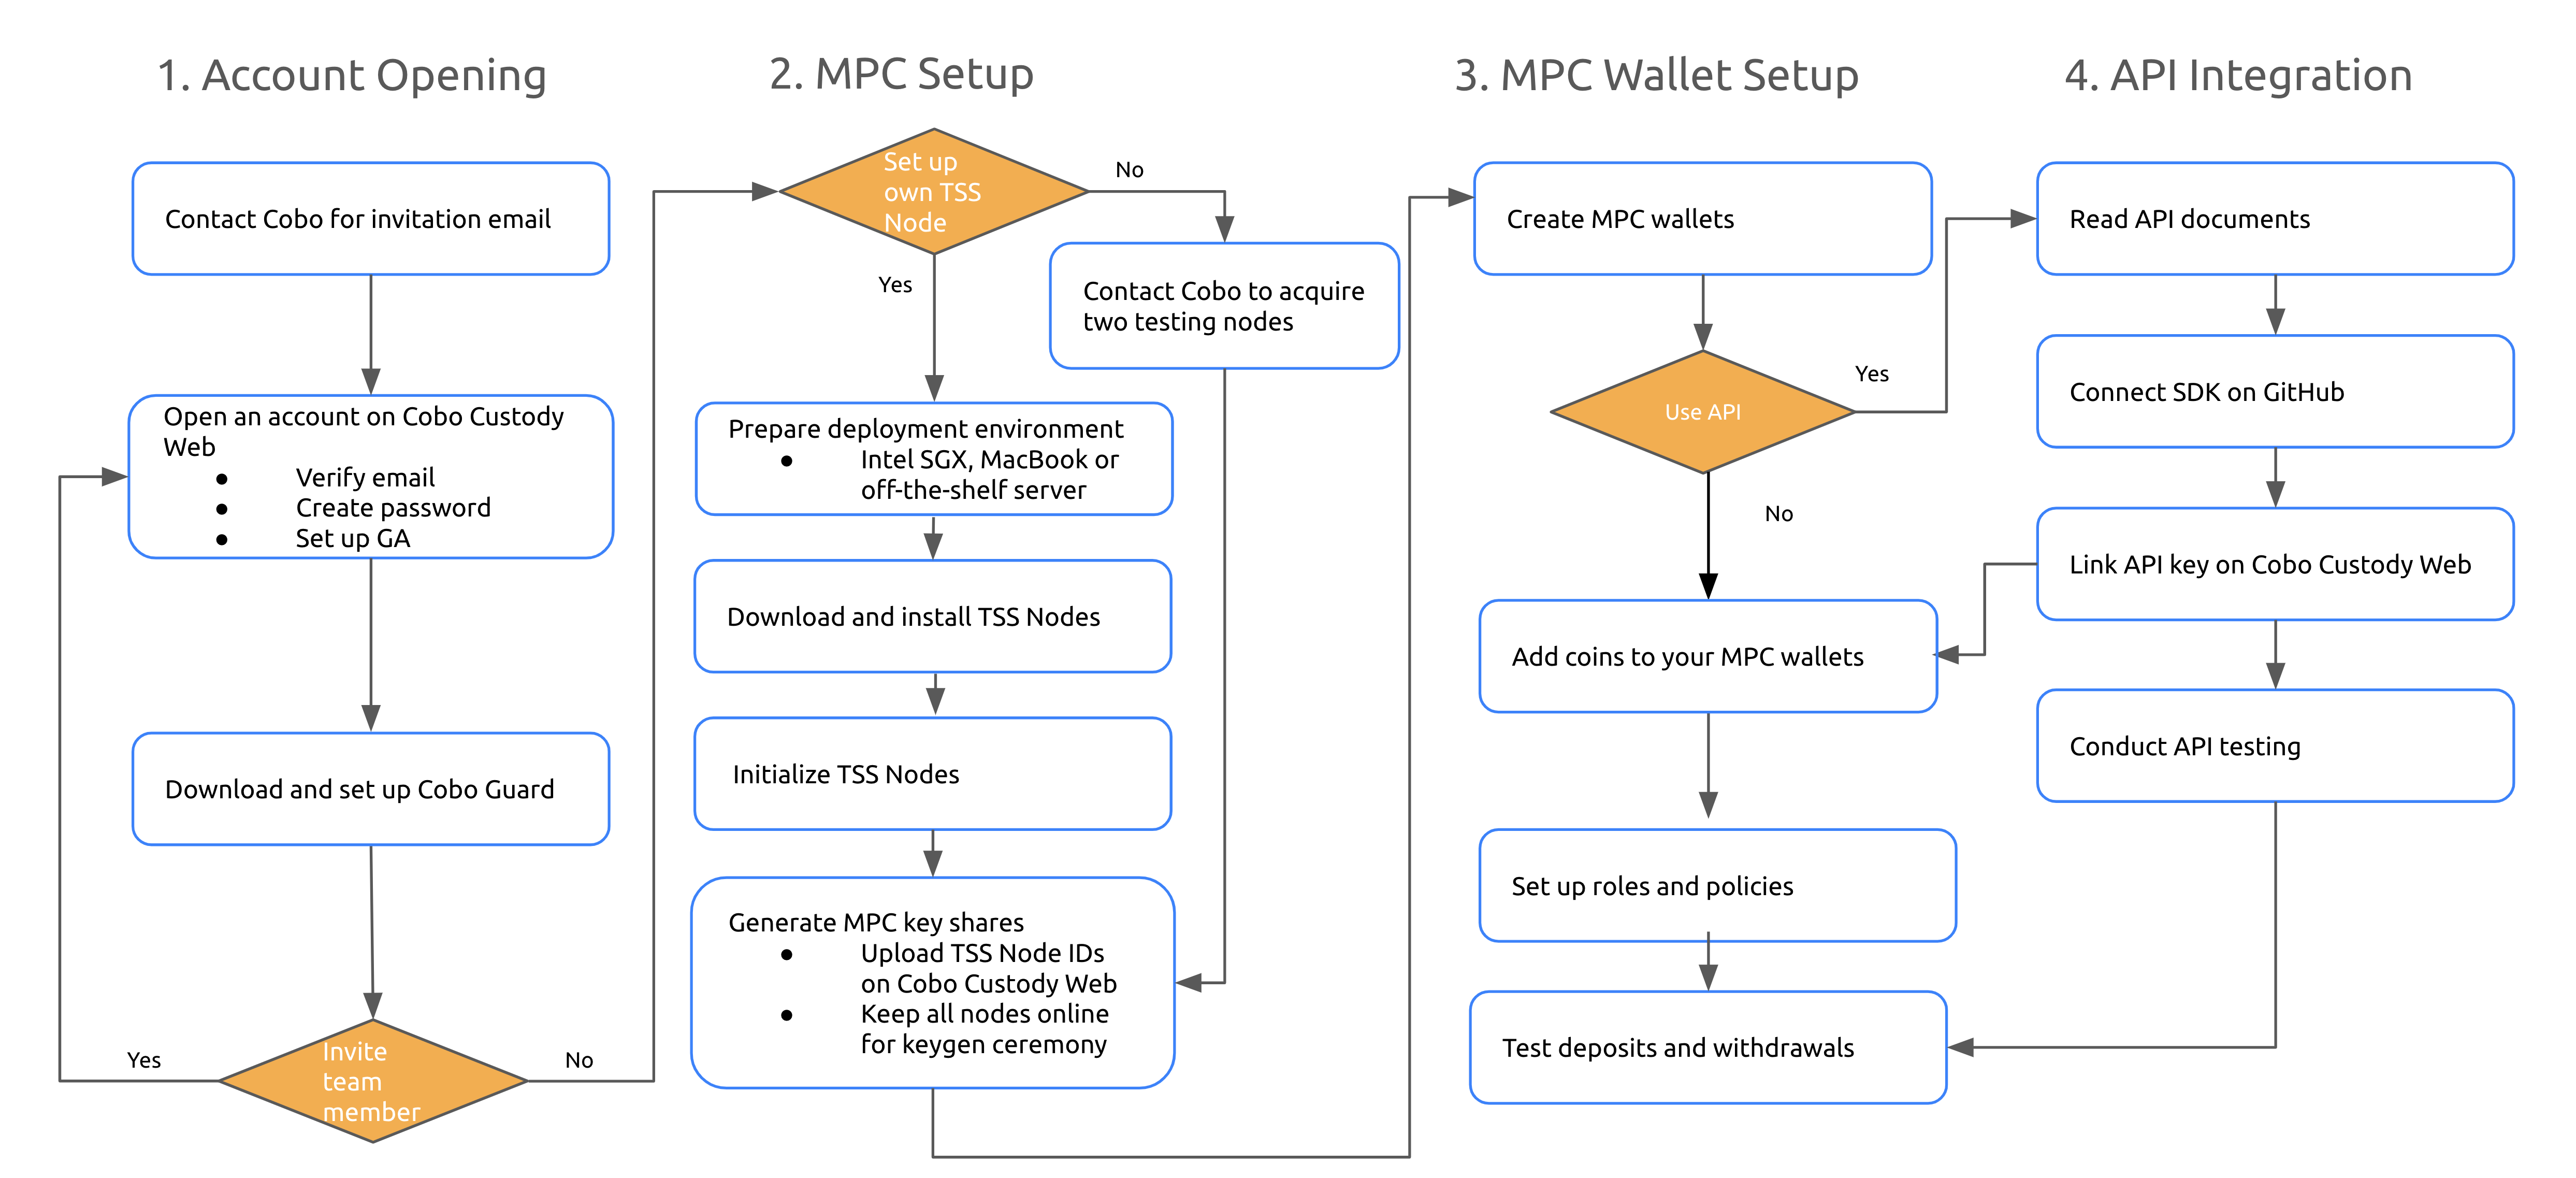 1. Account Opening
Contact Cobo for invitation email
Open an account on Cobo Custody
Web
● Verify email
● Create password
● Set up GA
Download and set up Cobo Guard
Invite
team
member
Yes
No
2. MPC Setup
Set up
own TSS
Node
No
Yes
Contact Cobo to acquire
two testing nodes
Prepare deployment environment
● Intel SGX, MacBook or
off-the-shelf server
Download and install TSS Nodes
Initialize TSS Nodes
Generate MPC key shares
● Upload TSS Node IDs
on Cobo Custody Web
● Keep all nodes online
for keygen ceremony
3. MPC Wallet Setup
Create MPC wallets
Use API
Yes
No
Add coins to your MPC wallets
Set up roles and policies
Test deposits and withdrawals
4. API Integration
Read API documents
Connect SDK on GitHub
Link API key on Cobo Custody Web
Conduct API testing